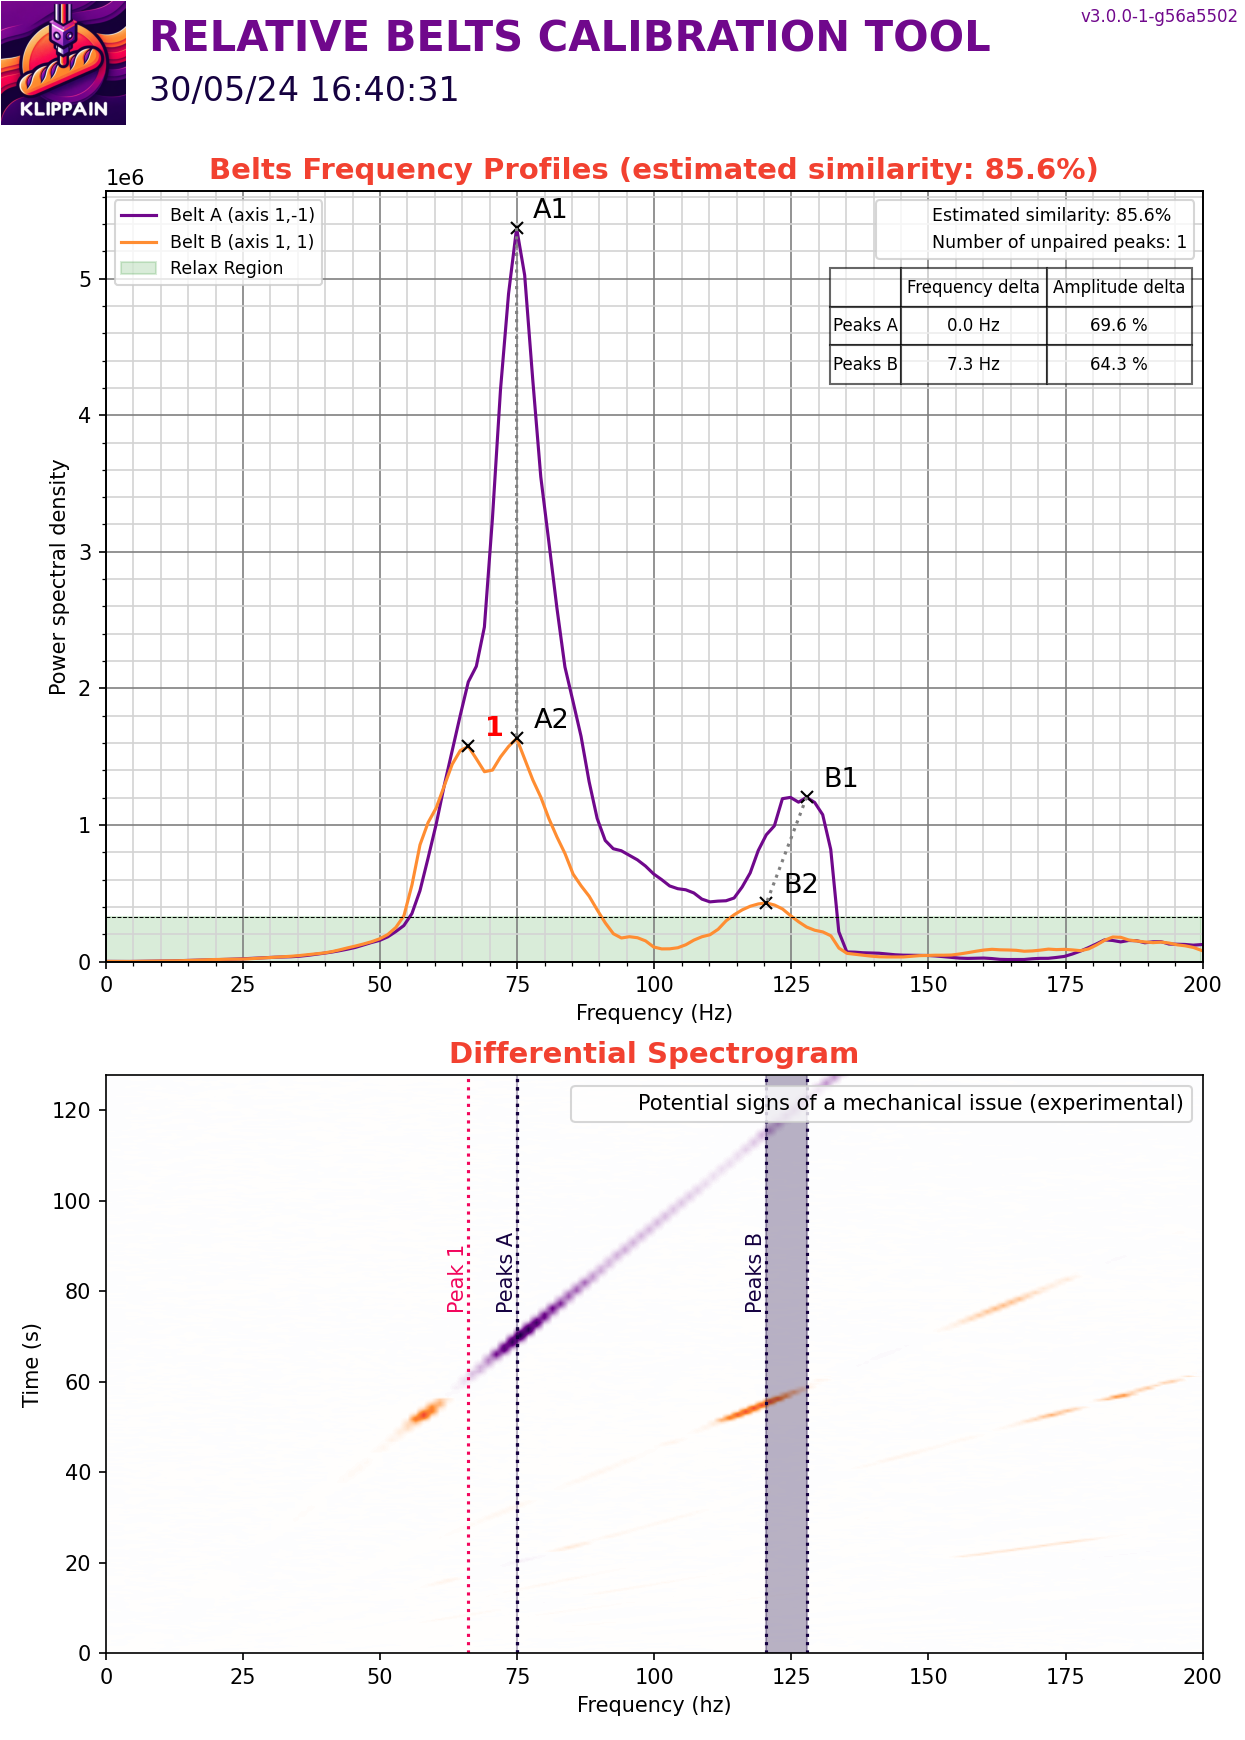 KLIPPAIN
RELATIVE BELTS CALIBRATION TOOL
v3.0.0-1-g56a5502
30/05/24 16:40:31
Belts Frequency Profiles (estimated similarity: 85.6%)
1e6
Belt A (axis 1,-1)
Belt B (axis 1, 1)
Relax Region
Estimated similarity: 85.6%
Number of unpaired peaks: 1
Frequency delta Amplitude delta
Peaks A 0.0 Hz 69.6 %
Peaks B 7.3 Hz 64.3 %
A1
1
A2
B1
B2
Power spectral density
5
4
3
2
1
0
0 25 50 75 100 125 150 175 200
Frequency (Hz)
Differential Spectrogram
Potential signs of a mechanical issue (experimental)
Peak 1
Peaks A
Peaks B
Time (s)
120
100
80
60
40
20
0
0 25 50 75 100 125 150 175 200
Frequency (hz)